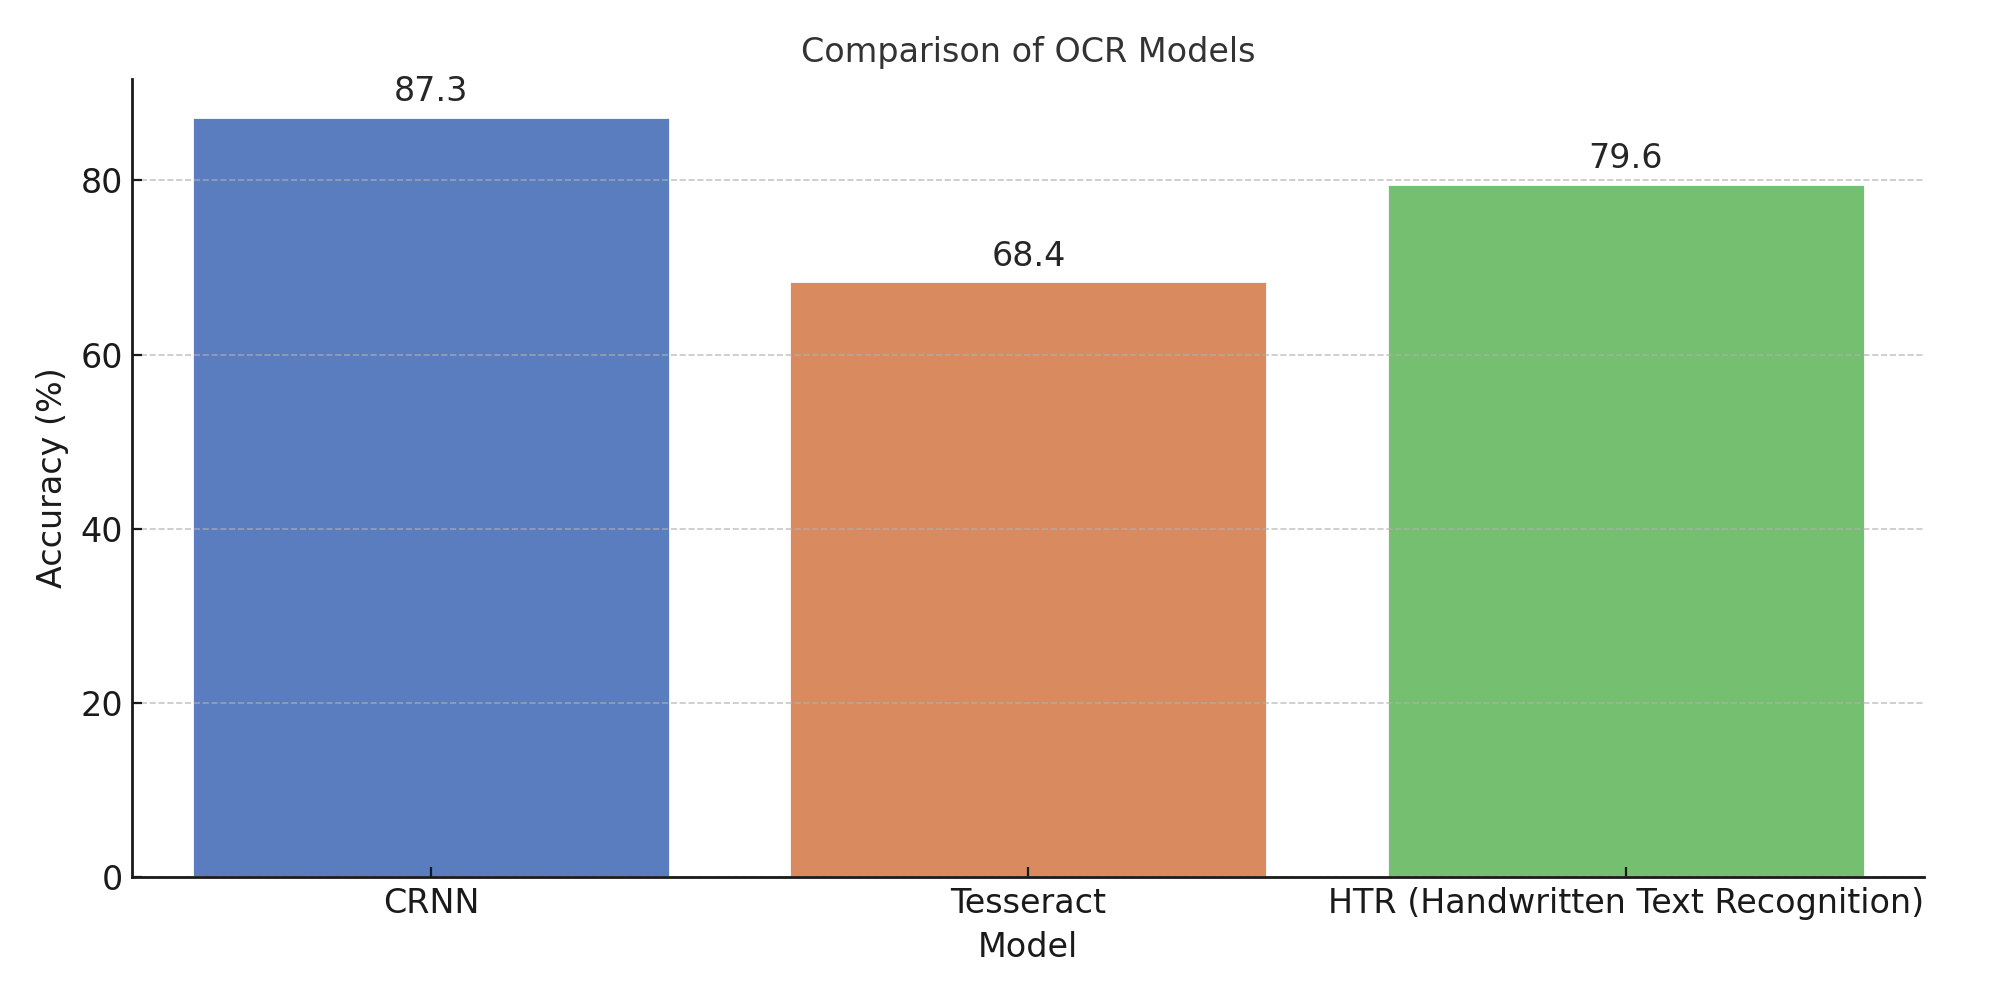 Comparison of OCR Models
87.3
79.6
68.4
80
60
40
20
0
Accuracy (%)
CRNN
Tesseract
HTR (Handwritten Text Recognition)
Model